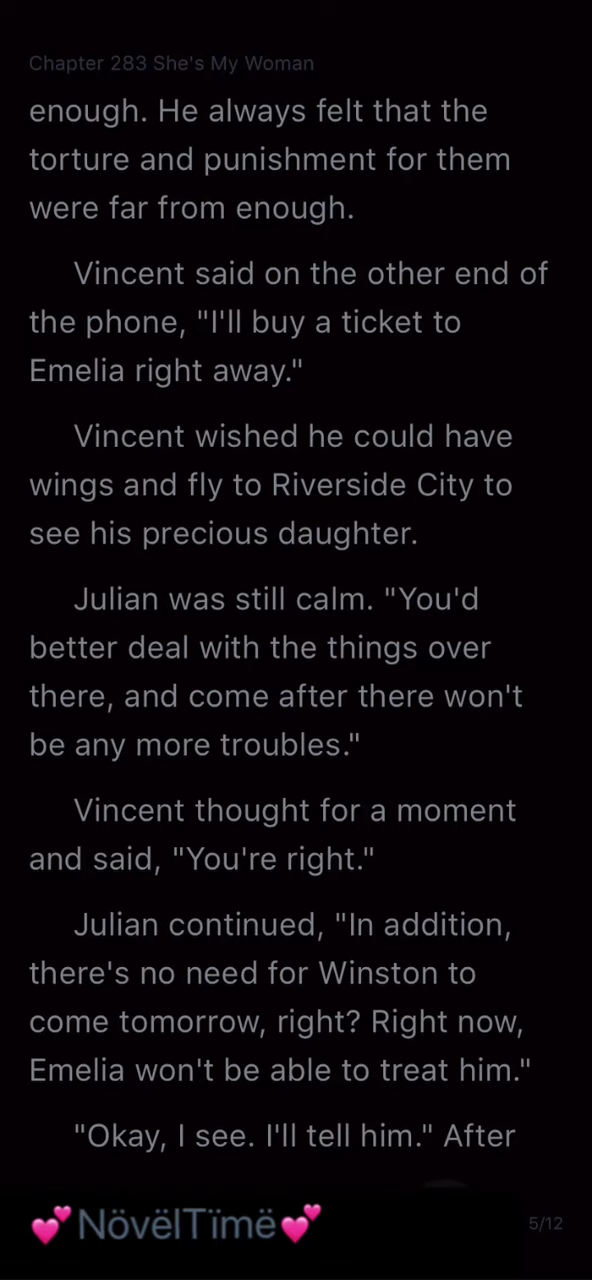 Chapter 283 She's My Woman
enough. He always felt that the
torture and punishment for them
were far from enough.
Vincent said on the other end of
the phone, "I'll buy a ticket to
Emelia right away."
Vincent wished he could have
wings and fly to Riverside City to
see his precious daughter.
Julian was still calm. "You'd
better deal with the things over
there, and come after there won't
be any more troubles."
Vincent thought for a moment
and said, "You're right."
Julian continued, "In addition,
there's no need for Winston to
come tomorrow, right? Right now,
Emelia won't be able to treat him."
"Okay, I see. I'll tell him." After
💕NövëlTïmë💕
5/12